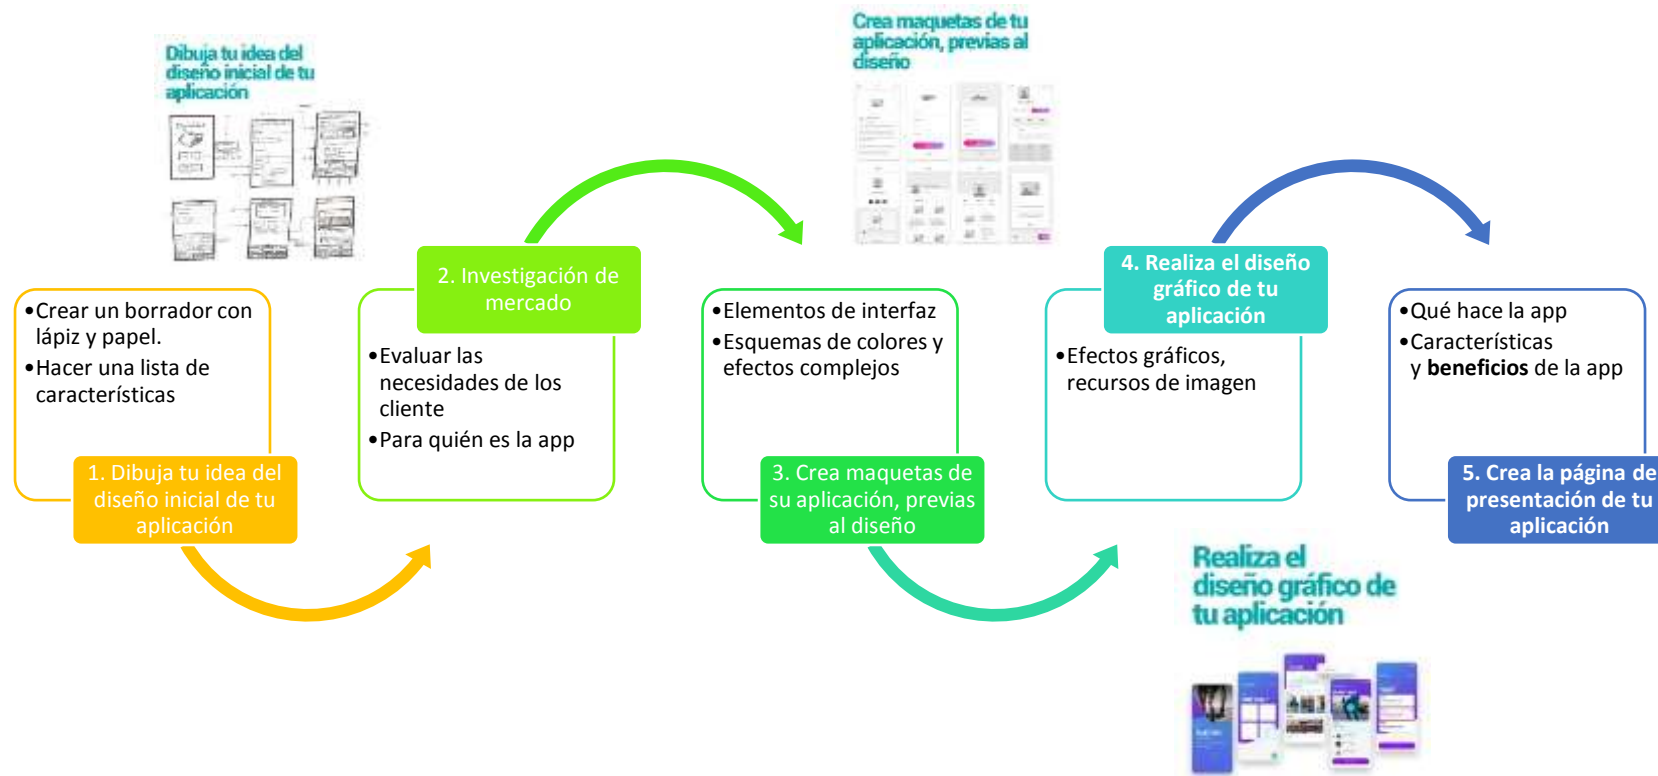 Dibuja tu idea del
diseño inicial de tu
aplicación
Crea maquetas de tu
aplicación, previas al
diseño
•Crear un borrador con
lápiz y papel.
•Hacer una lista de
características
1. Dibuja tu idea del
diseño inicial de tu
aplicación
2. Investigación de
mercado
•Evaluar las
necesidades de los
cliente
•Para quién es la app
•Elementos de interfaz
•Esquemas de colores y
efectos complejos
3. Crea maquetas de
su aplicación, previas
al diseño
4. Realiza el diseño
gráfico de tu
aplicación
•Efectos gráficos,
recursos de imagen
•Qué hace la app
•Características
y beneficios de la app
5. Crea la página de
presentación de tu
aplicación
Realiza el
diseño gráfico de
tu aplicación